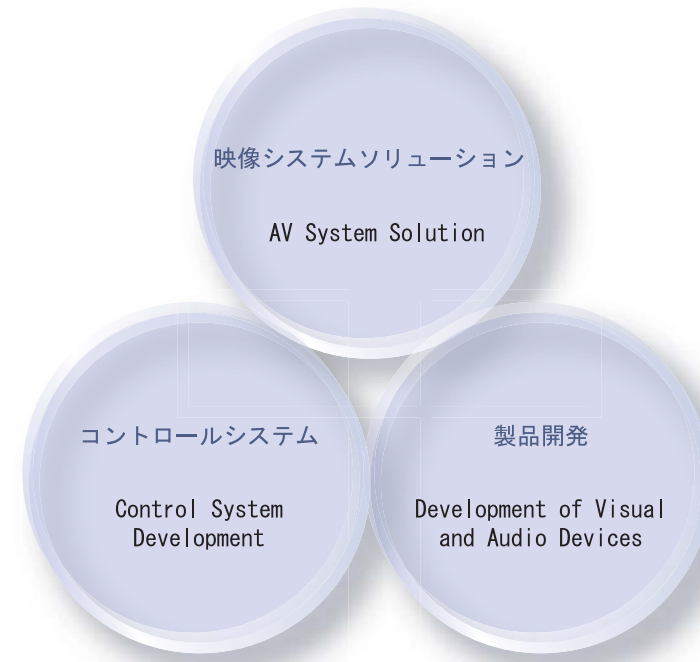 映像システムソリューション
AV System Solution
コントロールシステム
Control System
Development
製品開発
Development of Visual
and Audio Devices